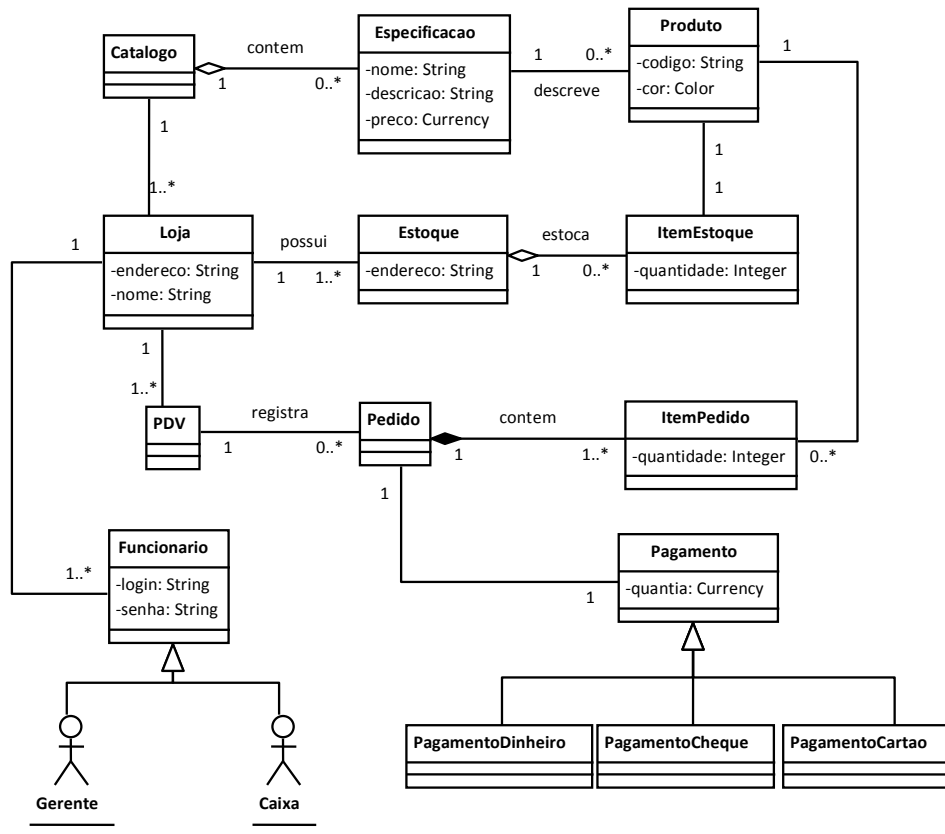 Catalogo
contem
1
0..*
Especificacao
-nome: String
-descricao: String
-preco: Currency
1
0..*
descreve
Produto
-codigo: String
-cor: Color
1
1
1..*
1
1
Loja
-endereco: String
-nome: String
1
possui
1
1..*
Estoque
-endereco: String
estoca
1
0..*
ItemEstoque
-quantidade: Integer
1
1..*
PDV
registra
1
0..*
Pedido
contem
1
1..*
ItemPedido
-quantidade: Integer
0..*
1
1
Funcionario
-login: String
-senha: String
1..*
Pagamento
-quantia: Currency
PagamentoDinheiro
PagamentoCheque
PagamentoCartao
Gerente
Caixa